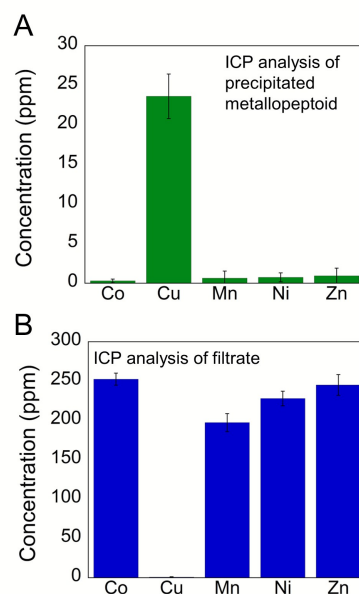 A
30
25
20
15
10
5
0
Concentration (ppm)
ICP analysis of
precipitated
metallopeptoid
Co Cu Mn Ni Zn
B
300
250
200
150
100
50
0
Concentration (ppm)
ICP analysis of filtrate
Co Cu Mn Ni Zn